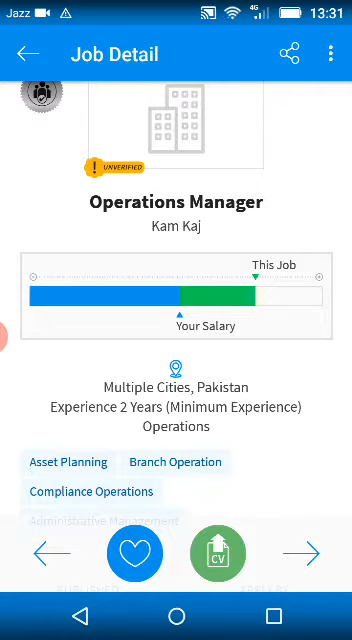 Jazz
4G
13:31
Job Detail
UNVERIFIED
Operations Manager
Kam Kaj
This Job
Your Salary
Multiple Cities, Pakistan
Experience 2 Years (Minimum Experience)
Operations
Asset Planning Branch Operation
Compliance Operations
Administrative Management
CV